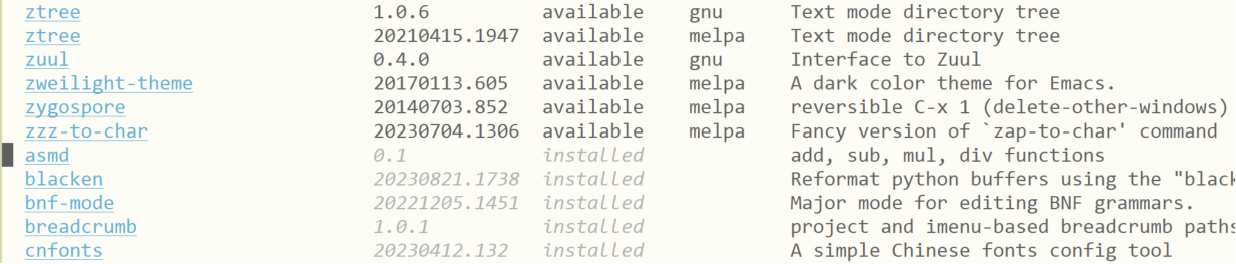 ztree 1.0.6 available gnu Text mode directory tree
ztree 20210415.1947 available melpa Text mode directory tree
zuul 0.4.0 available gnu Interface to Zuul
zweilight-theme 20170113.605 available melpa A dark color theme for Emacs.
zygospore 20140703.852 available melpa reversible C-x 1 (delete-other-windows)
zzz-to-char 20230704.1306 available melpa Fancy version of `zap-to-char' command
asmd 0.1 installed add, sub, mul, div functions
blacken 20230821.1738 installed Reformat python buffers using the "black
bnf-mode 20221205.1451 installed Major mode for editing BNF grammars.
breadcrumb 1.0.1 installed project and imenu-based breadcrumb paths
cnfonts 20230412.132 installed A simple Chinese fonts config tool